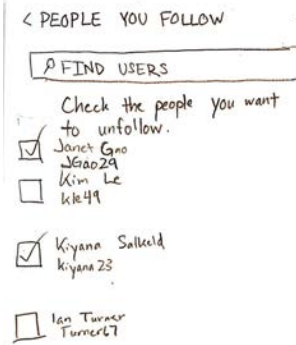 < PEOPLE YOU FOLLOW
FIND USERS
Check the people you want
to unfollow.
Janet Gao
JGao29
Kim Le
kle49
Kiyana Salkeld
kiyana23
Ian Turner
Turner67